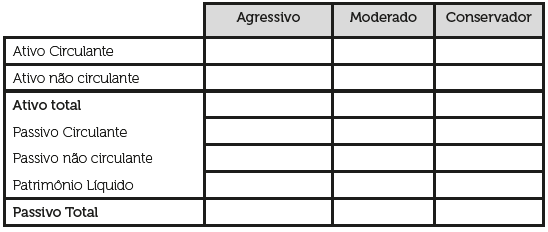 Agressivo Moderado Conservador
Ativo Circulante
Ativo não circulante
Ativo total
Passivo Circulante
Passivo não circulante
Patrimônio Líquido
Passivo Total